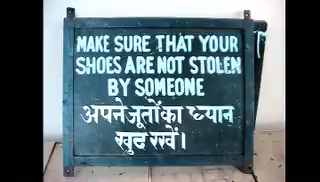 MAKE SURE THAT YOUR
SHOES ARE NOT STOLEN
BY SOMEONE
अपने जूतों का ध्यान
खुद रखें।